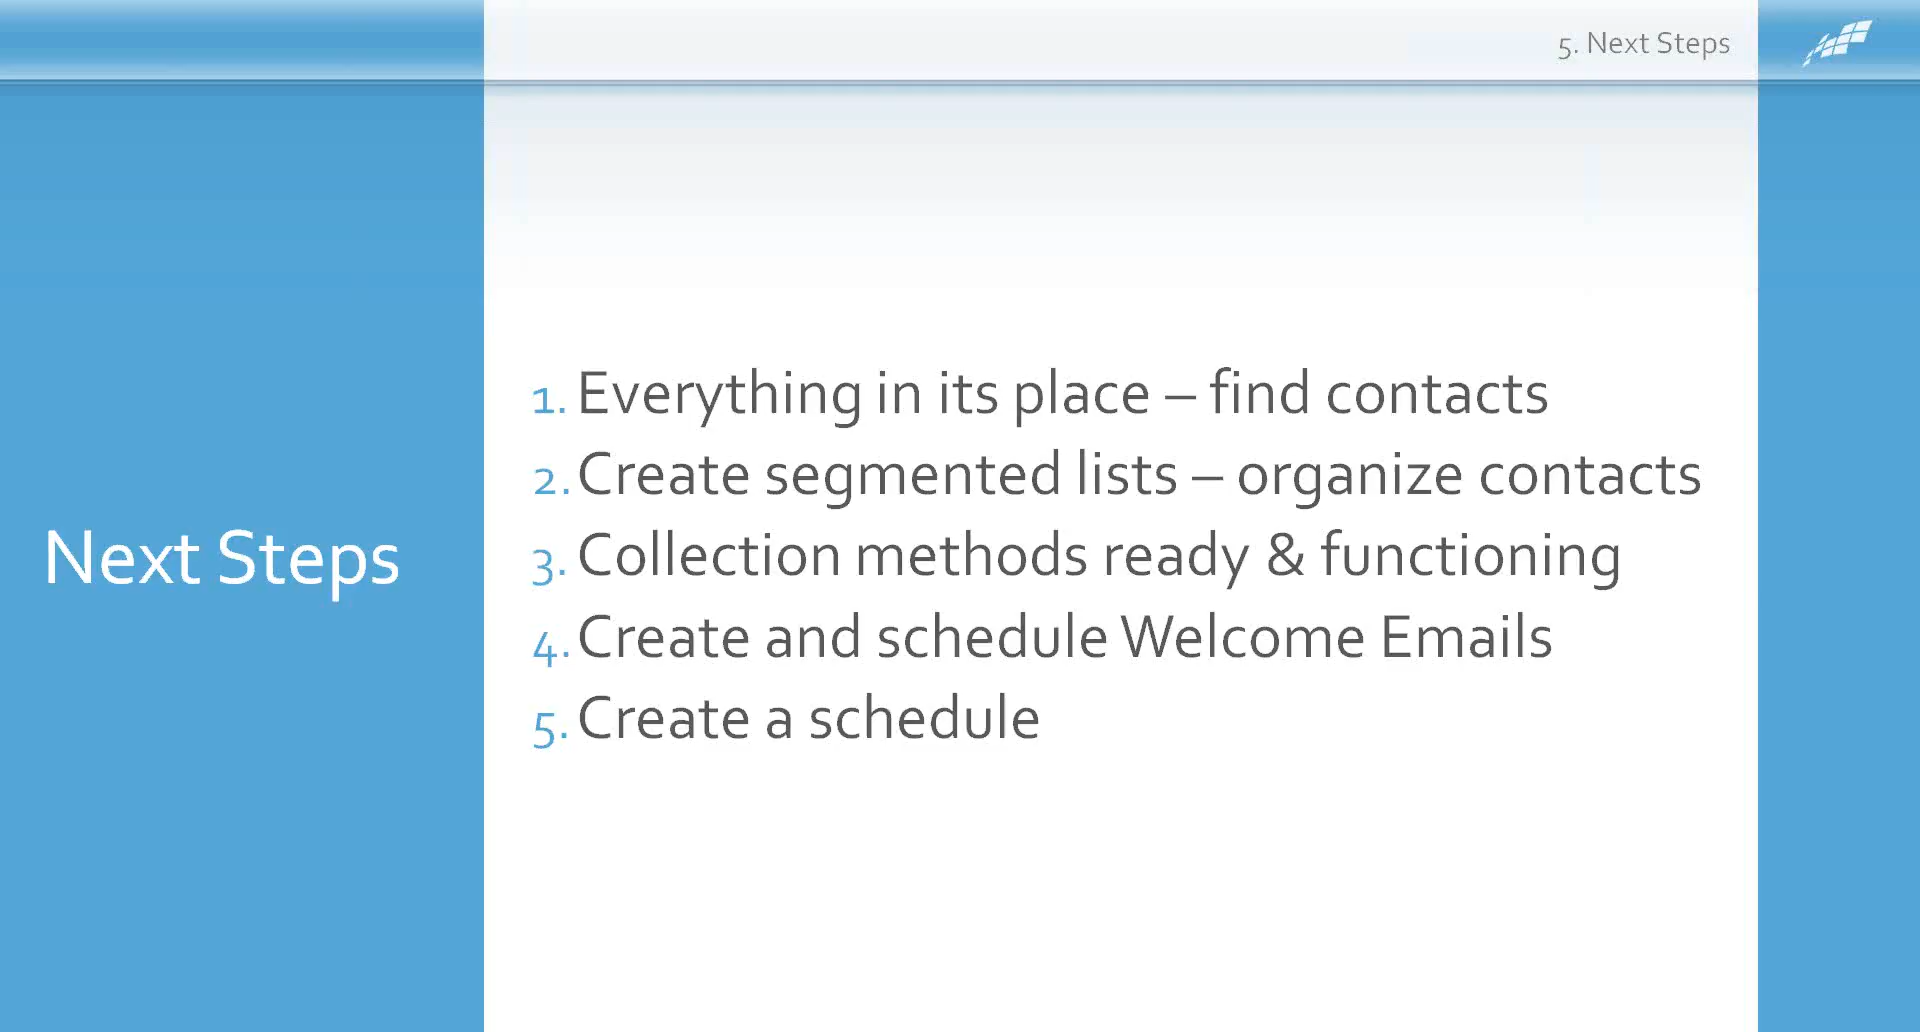 5. Next Steps
Next Steps
1. Everything in its place – find contacts
2. Create segmented lists – organize contacts
3. Collection methods ready & functioning
4. Create and schedule Welcome Emails
5. Create a schedule